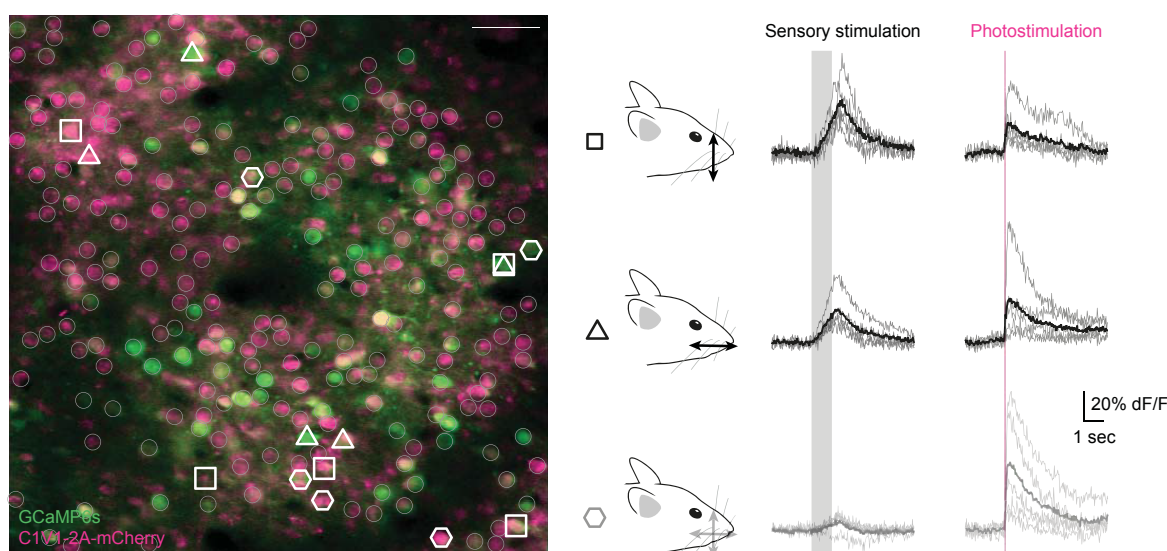 Sensory stimulation
Photostimulation
20% dF/F
1 sec
GCaMP6s
C1V1-2A-mCherry